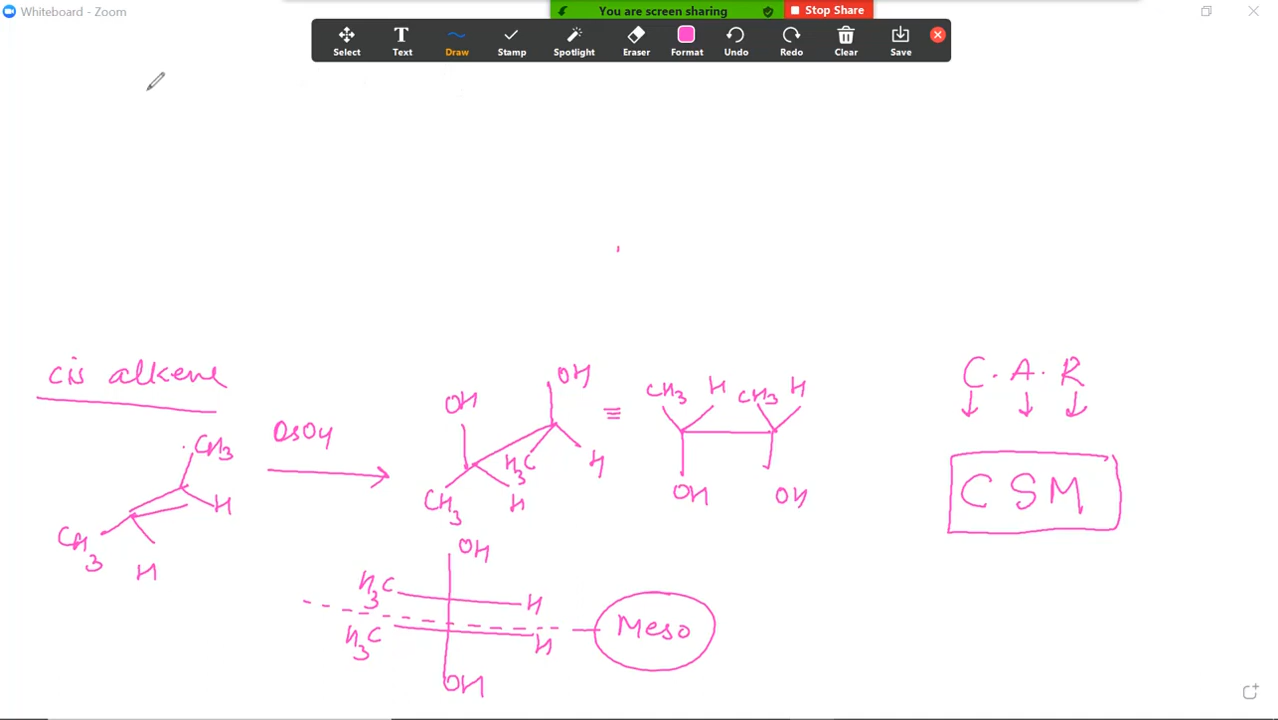 Whiteboard - Zoom
You are screen sharing
Stop Share
Select Text Draw Stamp Spotlight Eraser Format Undo Redo Clear Save
cis alkene
CH3
H
CH3
H
OsO4
OH
OH
CH3
H
H3C
H
≡
CH3 H CH3 H
OH OH
C. A. R
↓ ↓ ↓
C S M
OH
H3C H
H3C H
OH
Meso